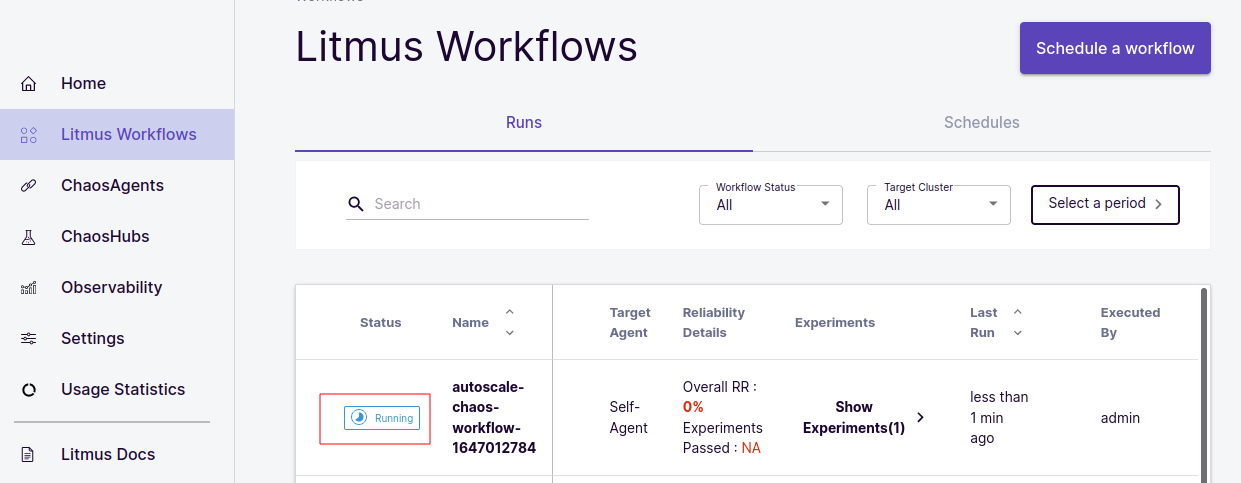 Workflows
Litmus Workflows
Schedule a workflow
Home
Litmus Workflows
ChaosAgents
ChaosHubs
Observability
Settings
Usage Statistics
Litmus Docs
Runs
Schedules
Search
Workflow Status
All
Target Cluster
All
Select a period
Status
Name
Target
Agent
Reliability
Details
Experiments
Last
Run
Executed
By
Running
autoscale-
chaos-
workflow-
1647012784
Self-
Agent
Overall RR :
0%
Experiments
Passed : NA
Show
Experiments(1)
less than
1 min
ago
admin